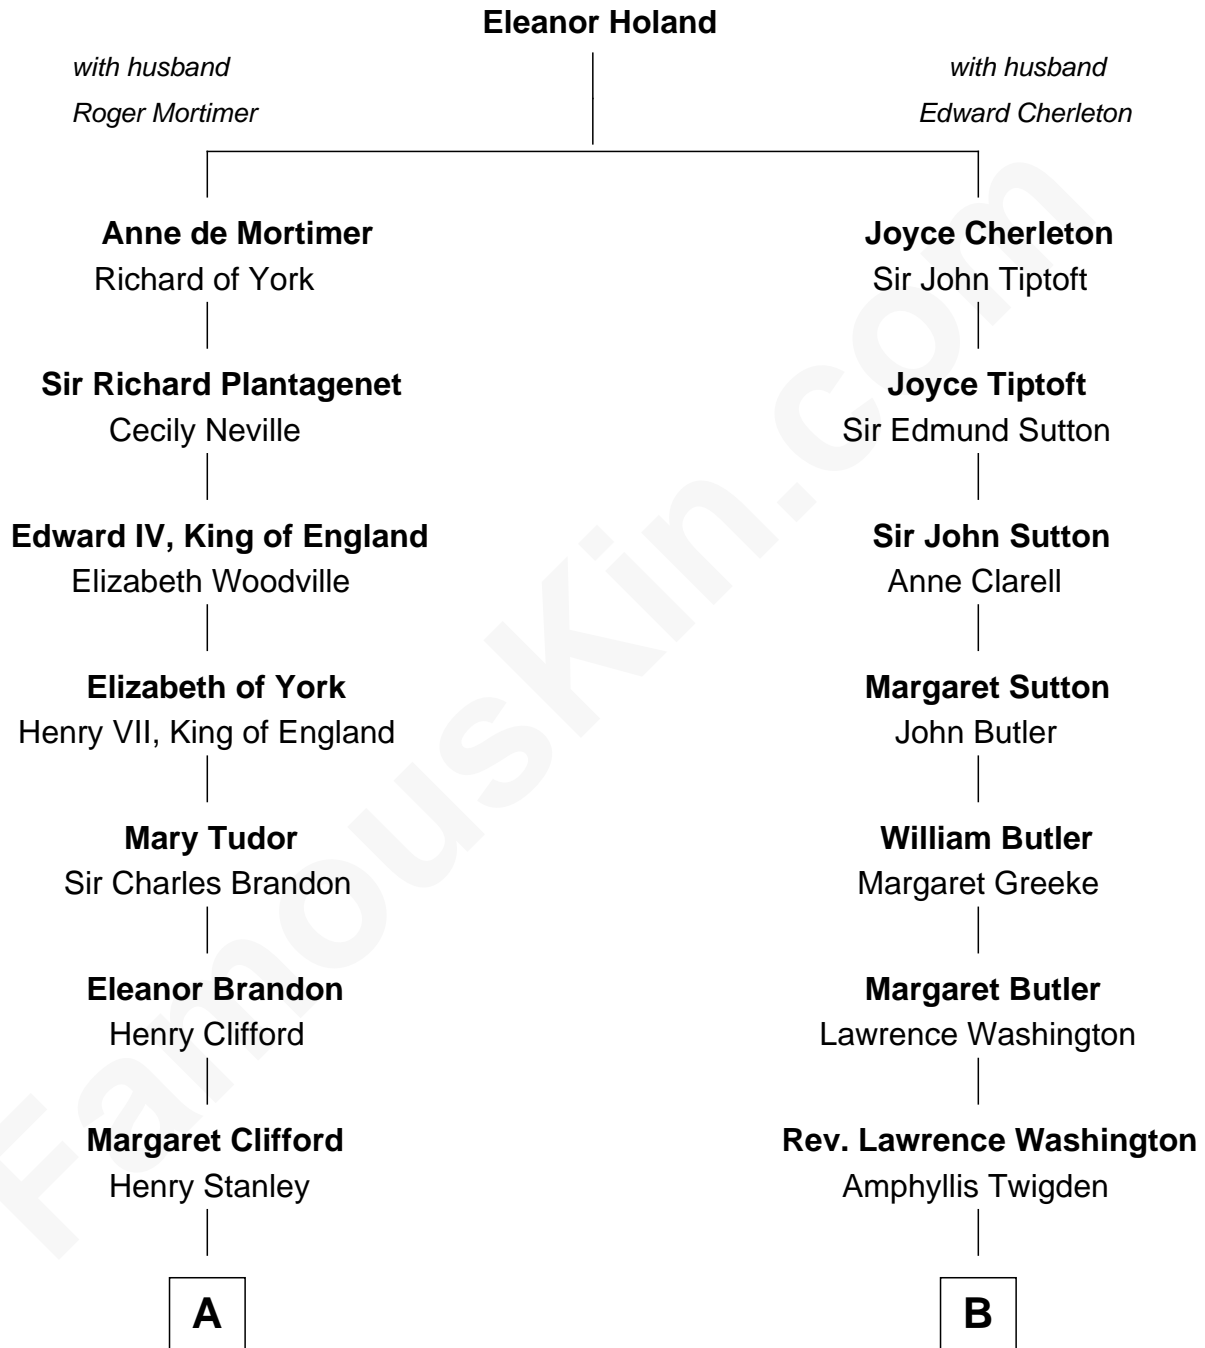 Eleanor Holand
with husband
Roger Mortimer
with husband
Edward Cherleton
Anne de Mortimer
Richard of York
Joyce Cherleton
Sir John Tiptoft
Sir Richard Plantagenet
Cecily Neville
Joyce Tiptoft
Sir Edmund Sutton
Edward IV, King of England
Elizabeth Woodville
Sir John Sutton
Anne Clarell
Elizabeth of York
Henry VII, King of England
Margaret Sutton
John Butler
Mary Tudor
Sir Charles Brandon
William Butler
Margaret Greeke
Eleanor Brandon
Henry Clifford
Margaret Butler
Lawrence Washington
Margaret Clifford
Henry Stanley
Rev. Lawrence Washington
Amphyllis Twigden
A
B
FamousKin.com